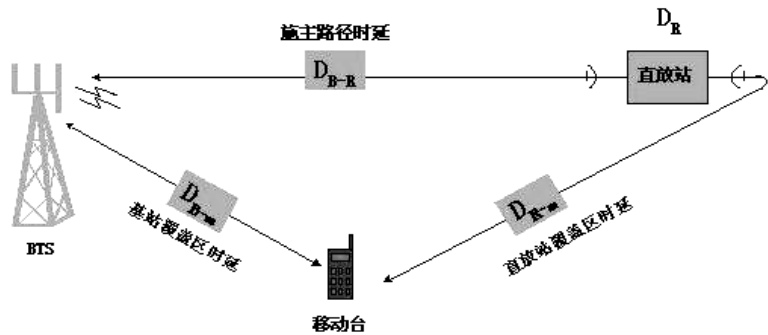 D_R
施主路径时延
D_B-R
直放站
D_B-m
基站覆盖区时延
D_R-m
直放站覆盖区时延
BTS
移动台